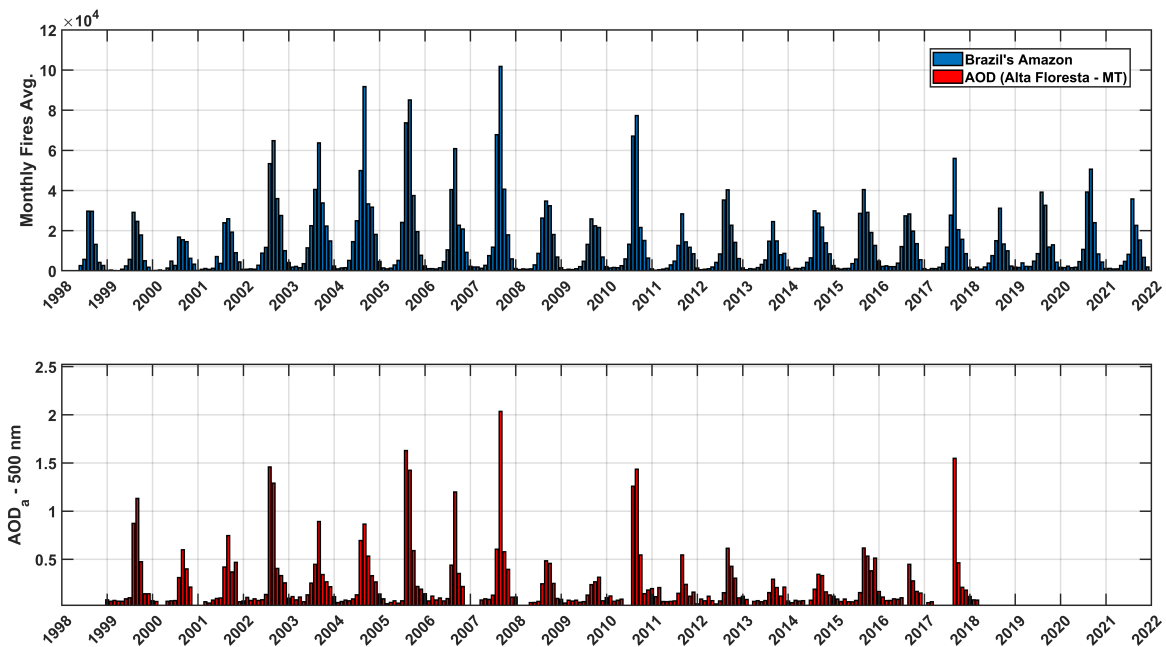 ×10⁴
12
10
8
6
4
2
0
Monthly Fires Avg.
Brazil's Amazon
AOD (Alta Floresta - MT)
1998 1999 2000 2001 2002 2003 2004 2005 2006 2007 2008 2009 2010 2011 2012 2013 2014 2015 2016 2017 2018 2019 2020 2021 2022
2.5
2
1.5
1
0.5
AODa - 500 nm
1998 1999 2000 2001 2002 2003 2004 2005 2006 2007 2008 2009 2010 2011 2012 2013 2014 2015 2016 2017 2018 2019 2020 2021 2022